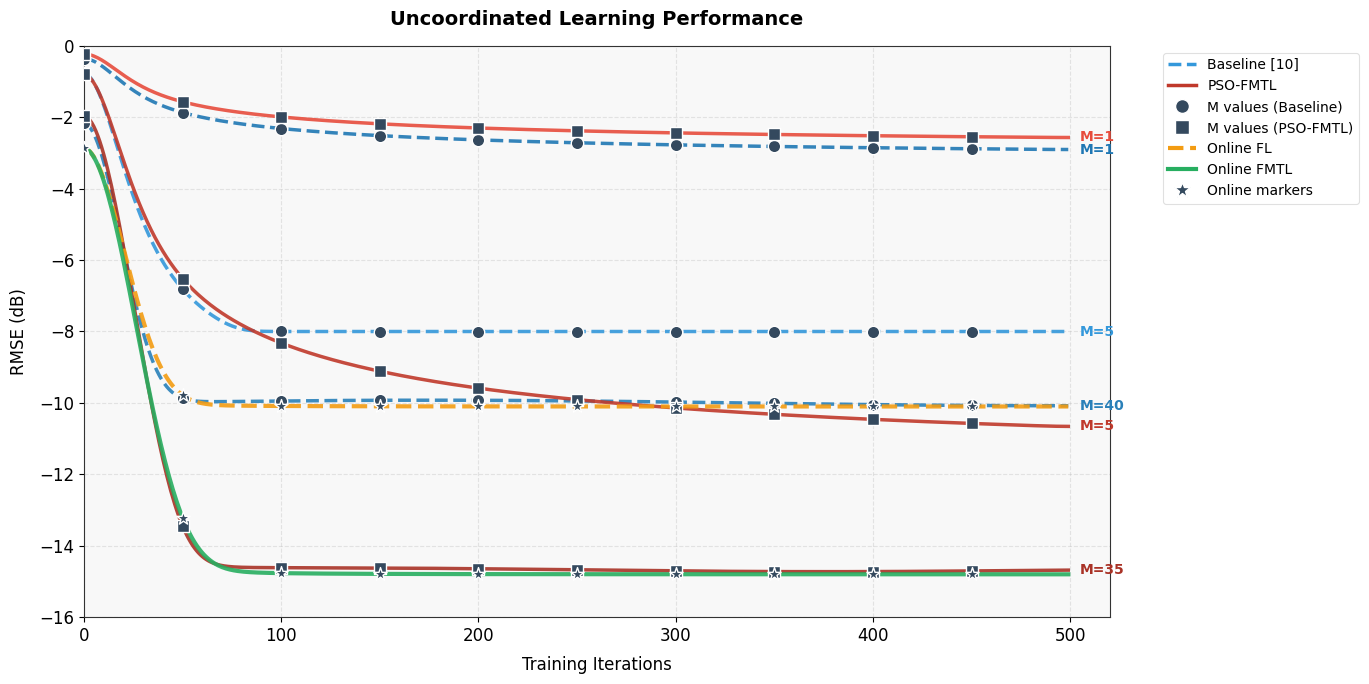 Uncoordinated Learning Performance
RMSE (dB)
0
−2
−4
−6
−8
−10
−12
−14
−16
0
100
200
300
400
500
Training Iterations
M=1
M=1
M=5
M=40
M=5
M=35
Baseline [10]
PSO-FMTL
M values (Baseline)
M values (PSO-FMTL)
Online FL
Online FMTL
Online markers